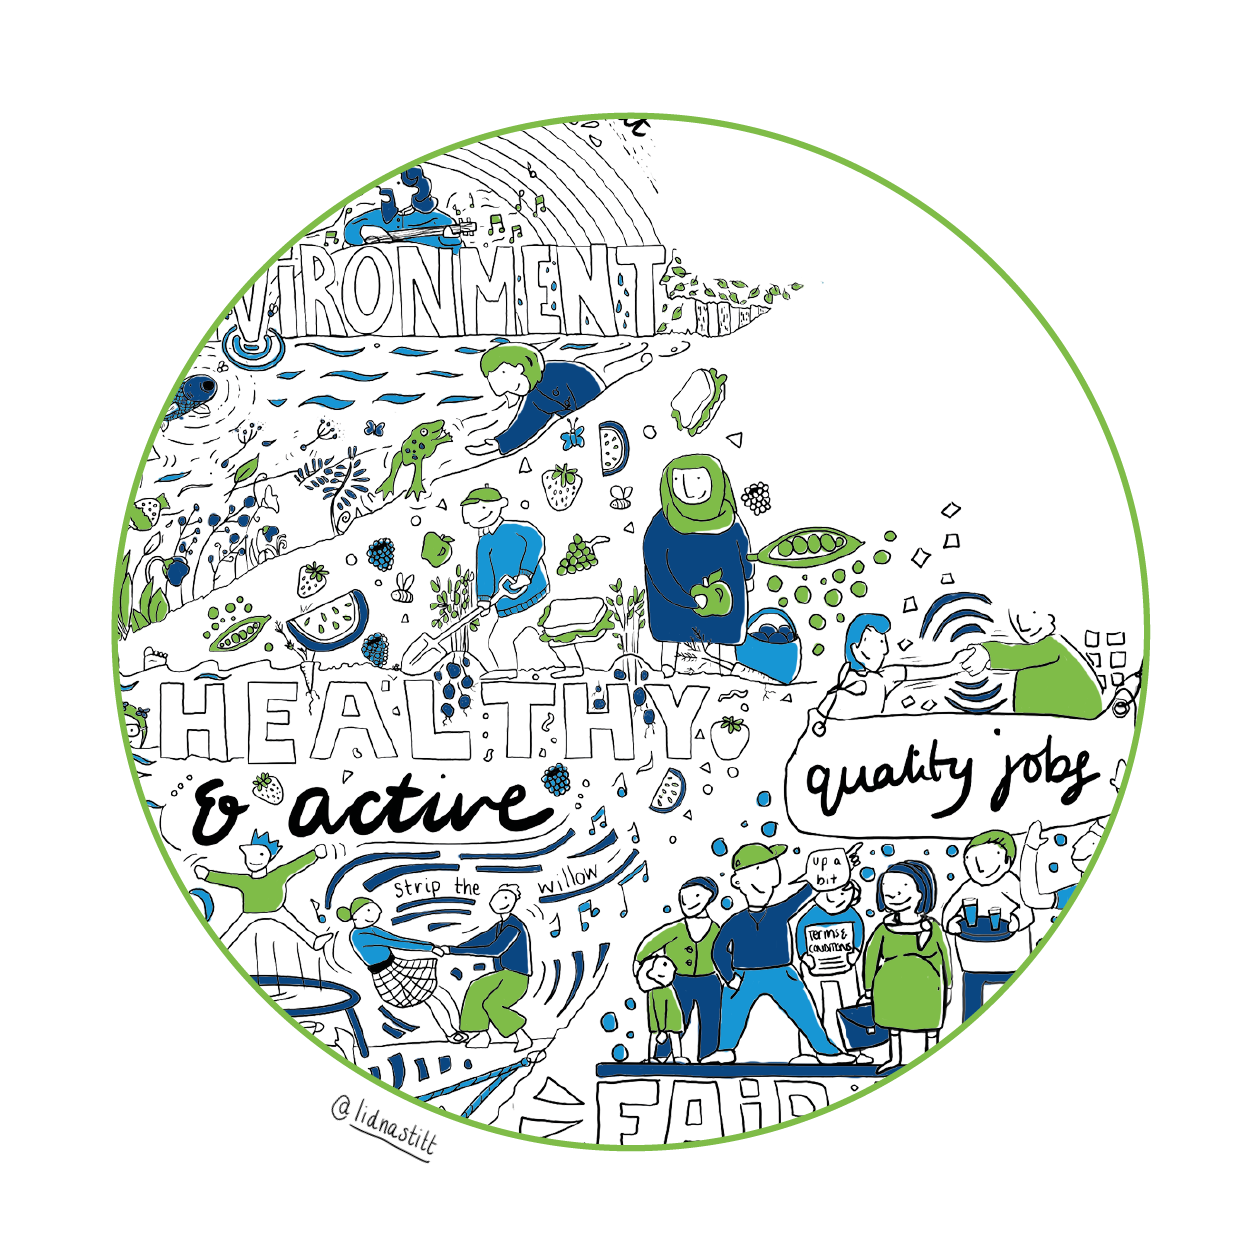 VIRONMENT
HEALTHY
& active
quality jobs
strip the willow
up a
bit
Terms &
conditions
FAIR
@lidnastitt